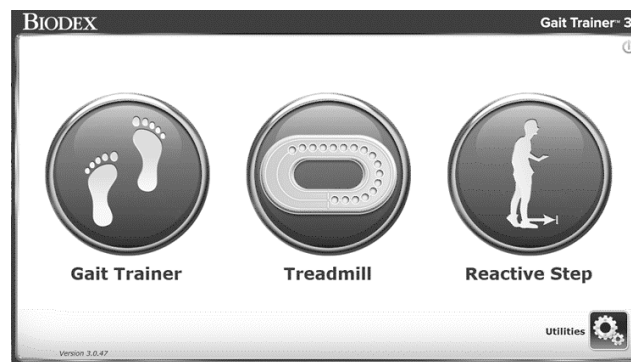 BIODEX
Gait Trainer™ 3
Gait Trainer
Treadmill
Reactive Step
Utilities
Version 3.0.47